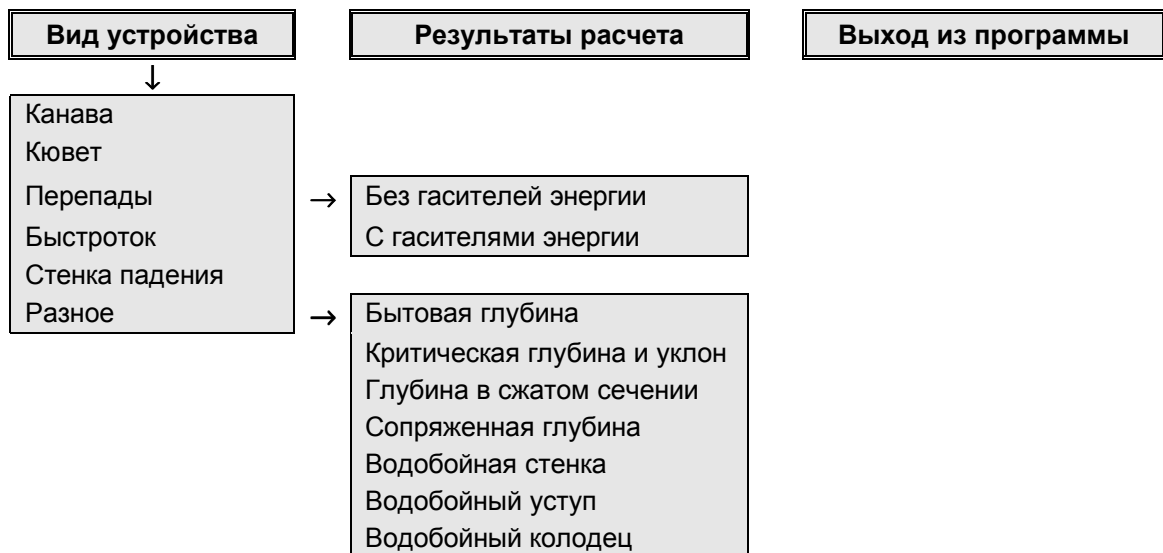 Вид устройства
Результаты расчета
Выход из программы
↓
Канава
Кювет
Перепады → Без гасителей энергии
Быстроток С гасителями энергии
Стенка падения
Разное → Бытовая глубина
Критическая глубина и уклон
Глубина в сжатом сечении
Сопряженная глубина
Водобойная стенка
Водобойный уступ
Водобойный колодец